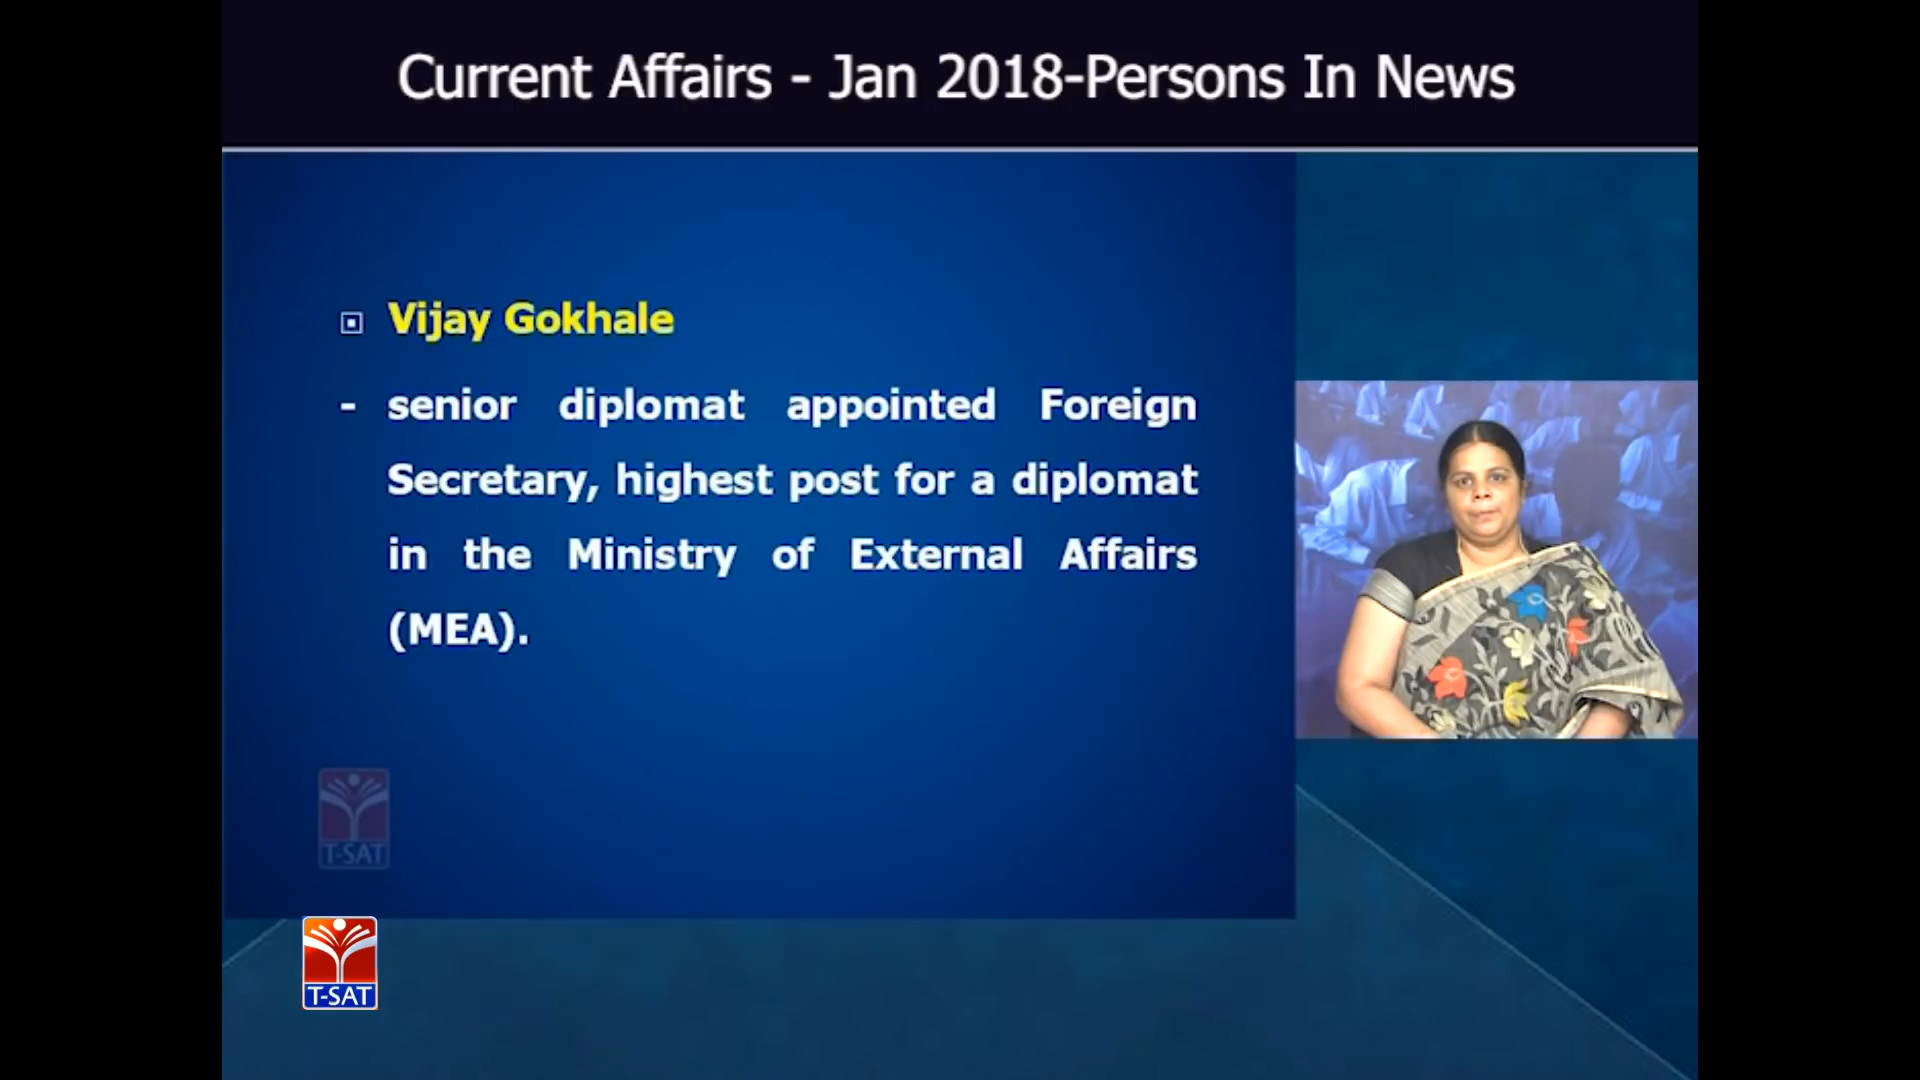 Current Affairs - Jan 2018-Persons In News
Vijay Gokhale
- senior diplomat appointed Foreign
Secretary, highest post for a diplomat
in the Ministry of External Affairs
(MEA).
T-SAT
T-SAT